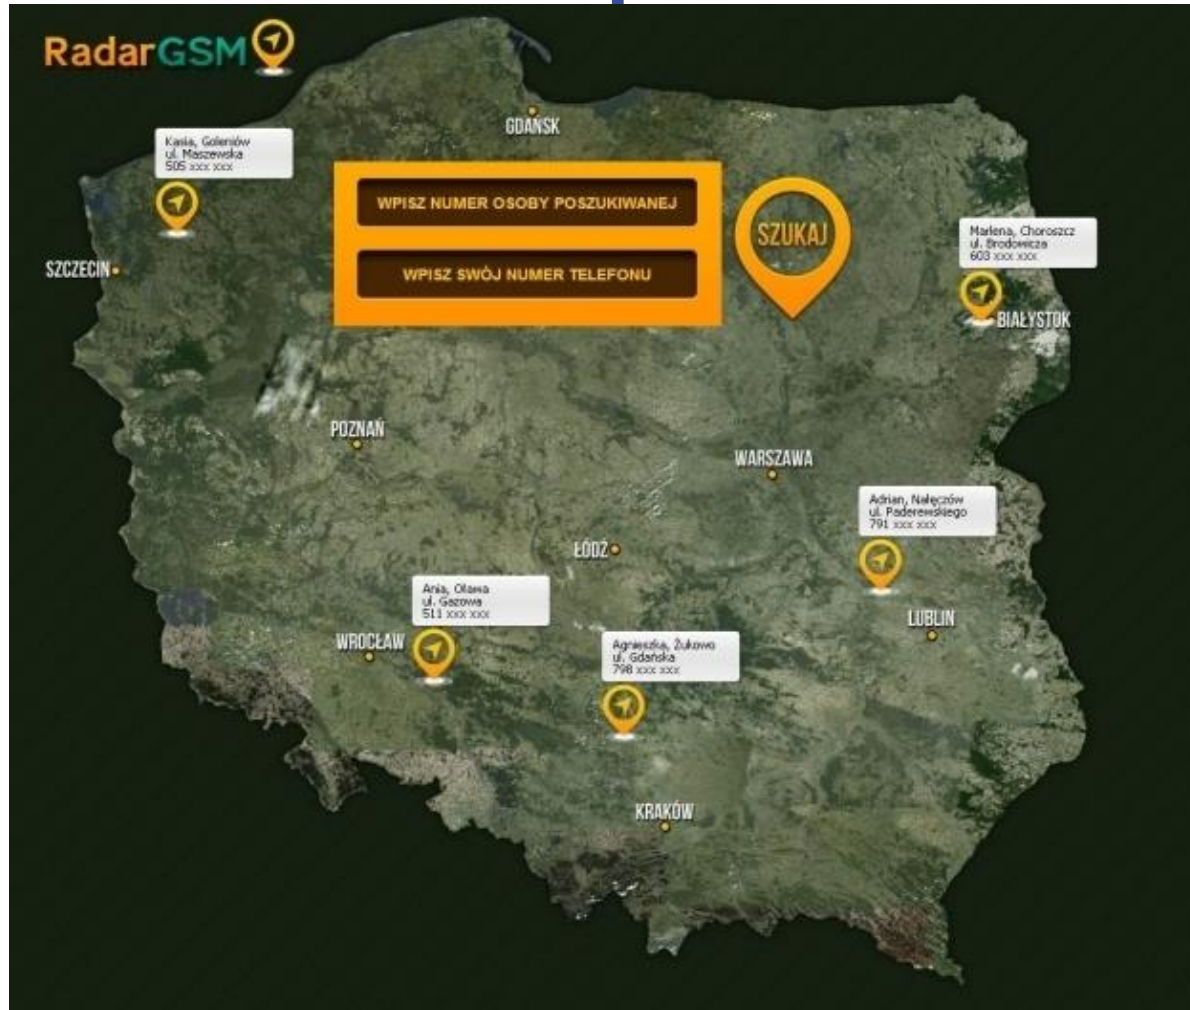 RadarGSM
GDAŃSK
Kasia, Goleniów
ul. Maszewska
505 xxx xxx
WPISZ NUMER OSOBY POSZUKIWANEJ
SZUKAJ
WPISZ SWÓJ NUMER TELEFONU
Marlena, Choroszcz
ul. Brodowicza
603 xxx xxx
SZCZECIN
BIAŁYSTOK
POZNAŃ
WARSZAWA
Adrian, Nałęczów
ul. Paderewskiego
791 xxx xxx
ŁÓDŹ
Ania, Oława
ul. Gazowa
511 xxx xxx
LUBLIN
WROCŁAW
Agnieszka, Żukowo
ul. Gdańska
798 xxx xxx
KRAKÓW